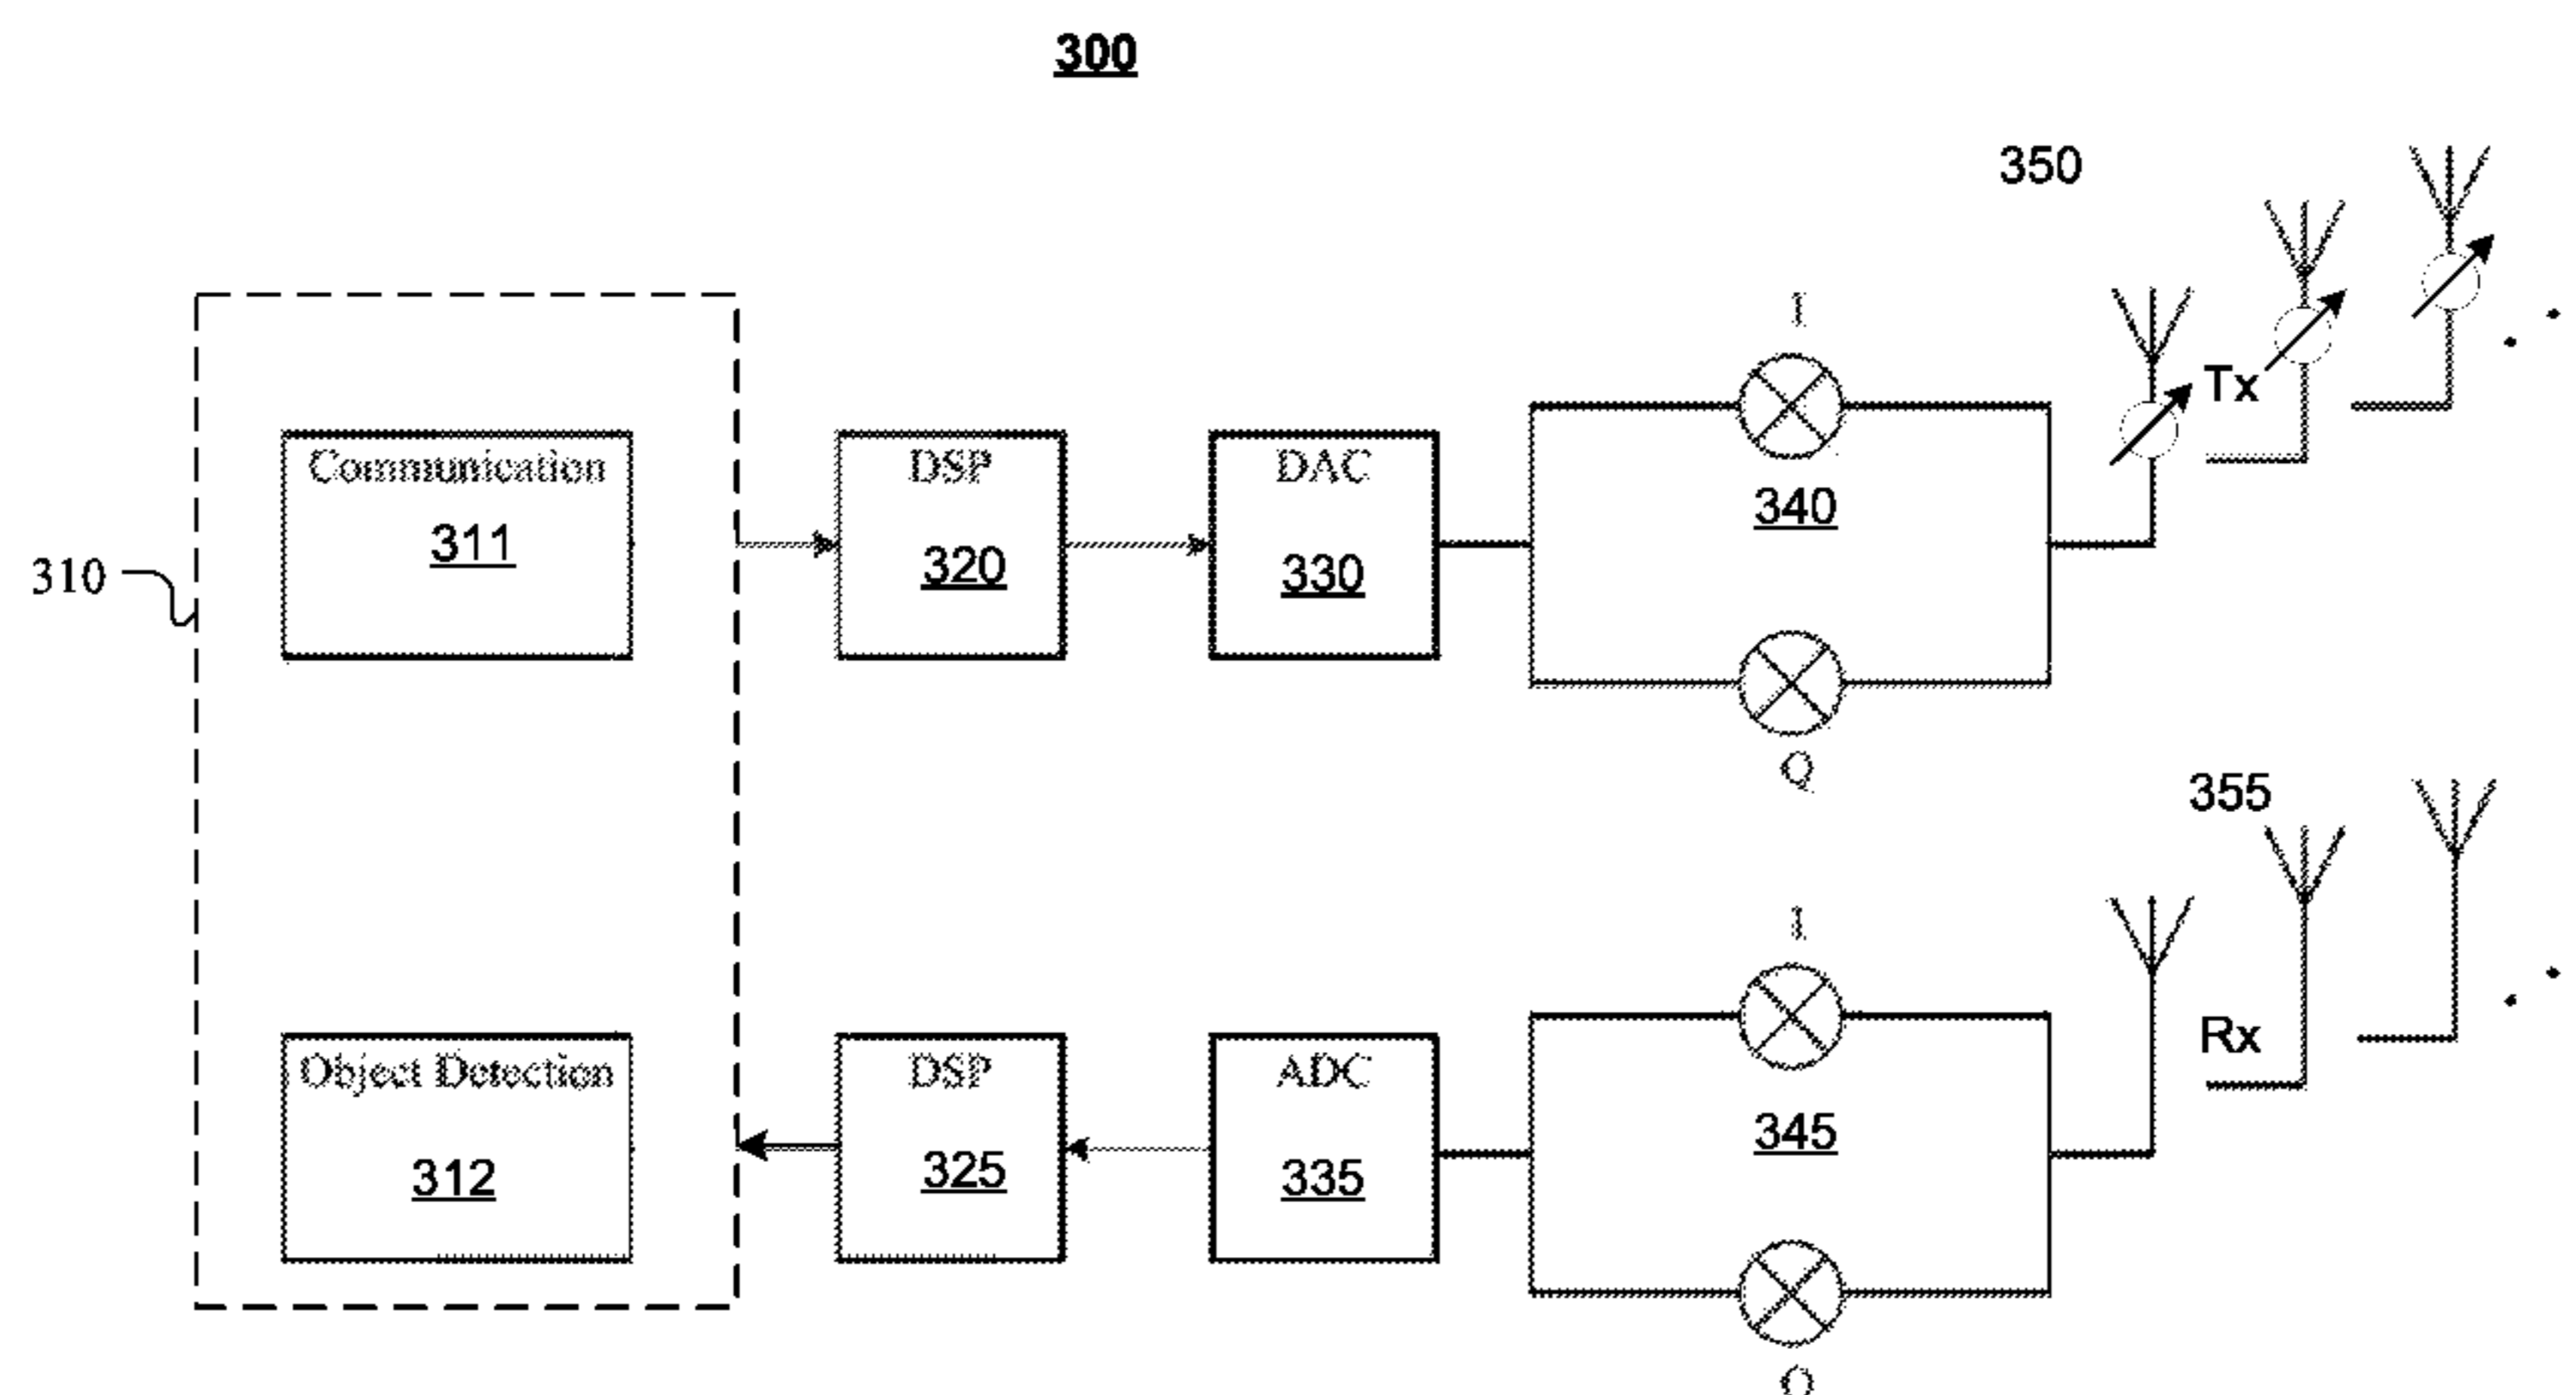 300
350
I
Tx
Communication
DSP
DAC
311
320
330
340
310
Q
355
I
Rx
Object Detection
DSP
ADC
312
325
335
345
Q